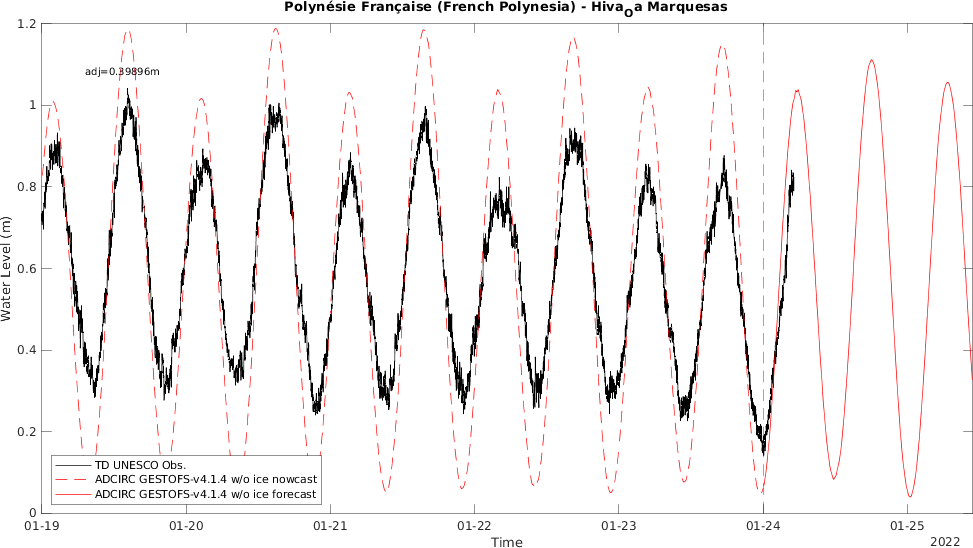 Polynésie Française (French Polynesia) - HivaOa Marquesas
adj=0.39896m
1.2
1
0.8
0.6
0.4
0.2
0
Water Level (m)
TD UNESCO Obs.
ADCIRC GESTOFS-v4.1.4 w/o ice nowcast
ADCIRC GESTOFS-v4.1.4 w/o ice forecast
01-19 01-20 01-21 01-22 01-23 01-24 01-25
Time
2022